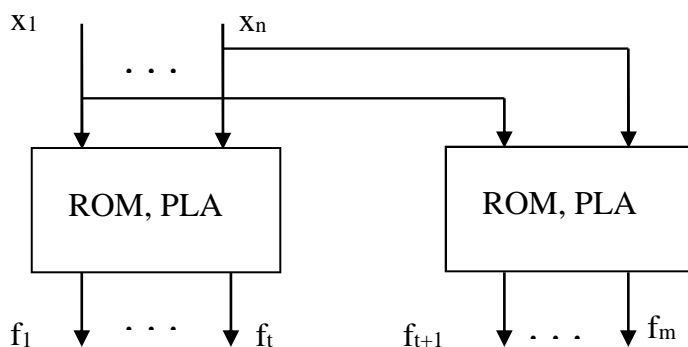 x1 . . . xn
ROM, PLA ROM, PLA
f1 . . . ft ft+1 . . . fm